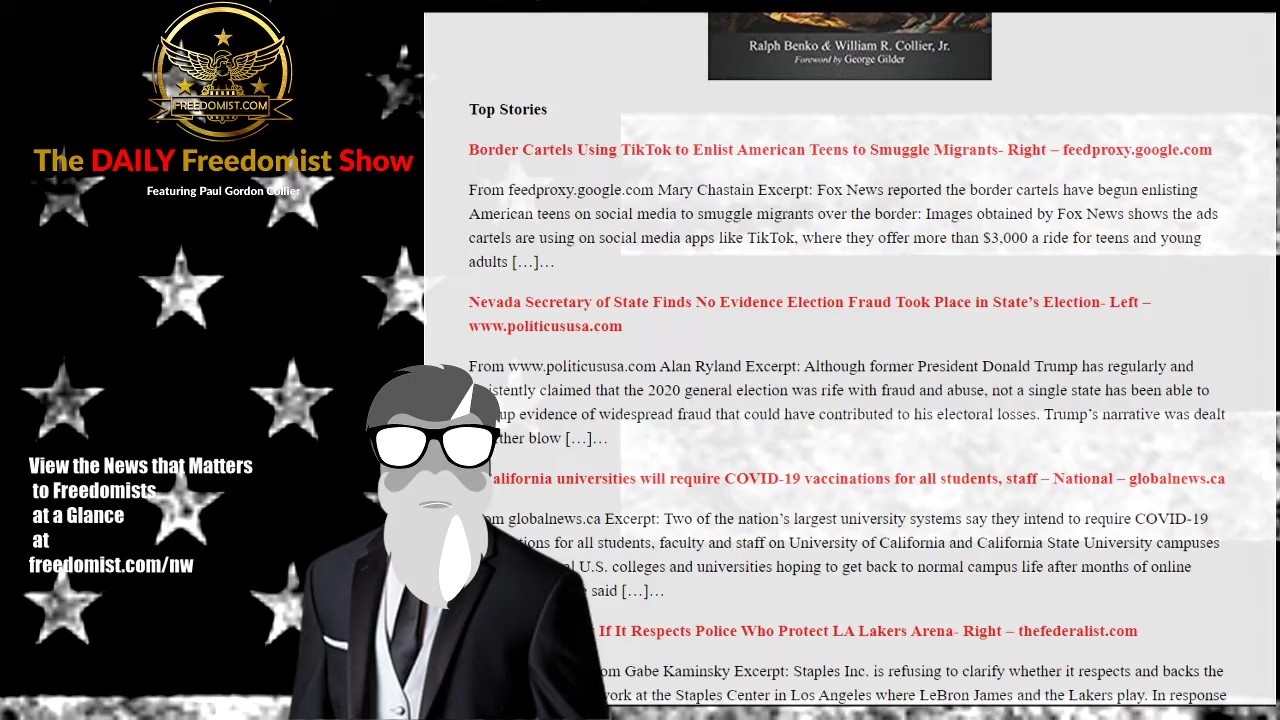 FREEDOMIST.COM
The DAILY Freedomist Show
Featuring Paul Gordon Collier
View the News that Matters
to Freedomists
at a Glance
at
freedomist.com/nw
Ralph Benko & William R. Collier, Jr.
Foreword by George Gilder
Top Stories
Border Cartels Using TikTok to Enlist American Teens to Smuggle Migrants- Right – feedproxy.google.com
From feedproxy.google.com Mary Chastain Excerpt: Fox News reported the border cartels have begun enlisting
American teens on social media to smuggle migrants over the border: Images obtained by Fox News shows the ads
cartels are using on social media apps like TikTok, where they offer more than $3,000 a ride for teens and young
adults […]…
Nevada Secretary of State Finds No Evidence Election Fraud Took Place in State’s Election- Left –
www.politicususa.com
From www.politicususa.com Alan Ryland Excerpt: Although former President Donald Trump has regularly and
istently claimed that the 2020 general election was rife with fraud and abuse, not a single state has been able to
up evidence of widespread fraud that could have contributed to his electoral losses. Trump’s narrative was dealt
ther blow […]…
alifornia universities will require COVID-19 vaccinations for all students, staff – National – globalnews.ca
om globalnews.ca Excerpt: Two of the nation’s largest university systems say they intend to require COVID-19
tions for all students, faculty and staff on University of California and California State University campuses
al U.S. colleges and universities hoping to get back to normal campus life after months of online
said […]…
If It Respects Police Who Protect LA Lakers Arena- Right – thefederalist.com
om Gabe Kaminsky Excerpt: Staples Inc. is refusing to clarify whether it respects and backs the
work at the Staples Center in Los Angeles where LeBron James and the Lakers play. In response